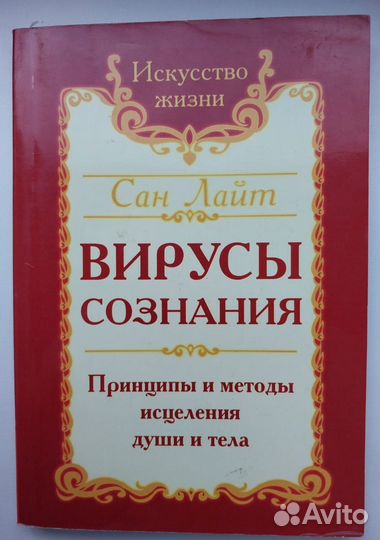 Искусство
жизни
Сан Лайт
ВИРУСЫ
СОЗНАНИЯ
Принципы и методы
исцеления
души и тела
Avito